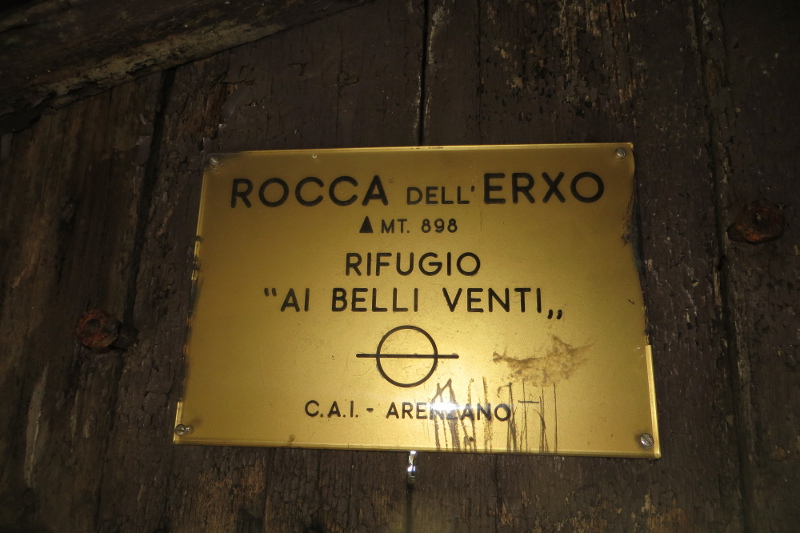 ROCCA DELL'ERXO
▲ MT. 898
RIFUGIO
"AI BELLI VENTI„
C.A.I. - ARENZANO